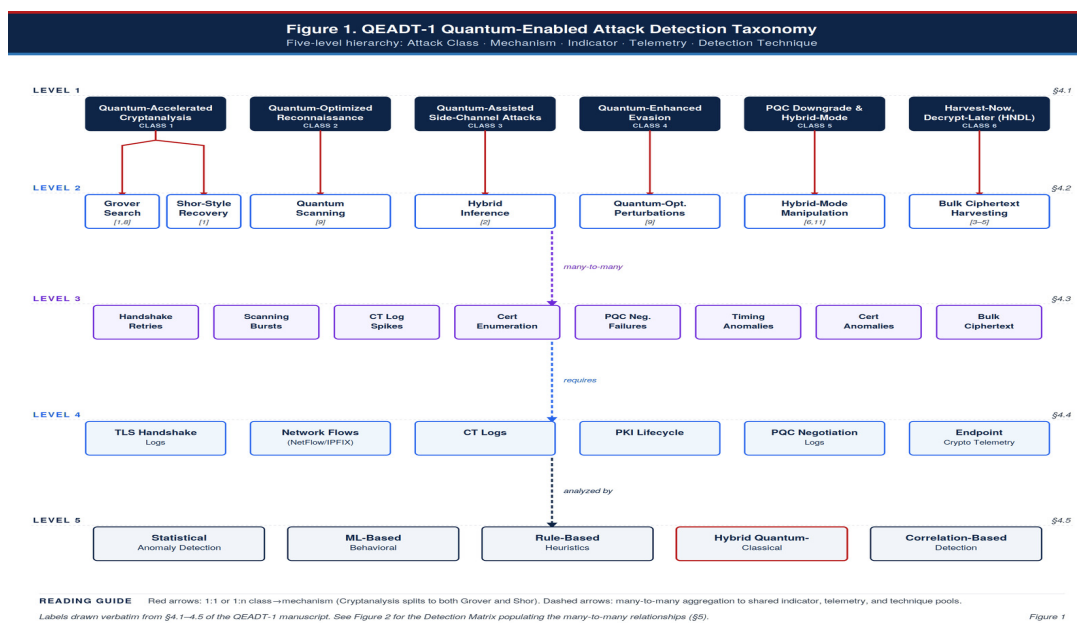 Figure 1. QEADT-1 Quantum-Enabled Attack Detection Taxonomy
Five-level hierarchy: Attack Class · Mechanism · Indicator · Telemetry · Detection Technique
LEVEL 1
§4.1
Quantum-Accelerated
Cryptanalysis
CLASS 1
Quantum-Optimized
Reconnaissance
CLASS 2
Quantum-Assisted
Side-Channel Attacks
CLASS 3
Quantum-Enhanced
Evasion
CLASS 4
PQC Downgrade &
Hybrid-Mode
CLASS 5
Harvest-Now,
Decrypt-Later (HNDL)
CLASS 6
LEVEL 2
§4.2
Grover
Search
[1,8]
Shor-Style
Recovery
[1]
Quantum
Scanning
[9]
Hybrid
Inference
[2]
Quantum-Opt.
Perturbations
[9]
Hybrid-Mode
Manipulation
[6,11]
Bulk Ciphertext
Harvesting
[3–5]
many-to-many
LEVEL 3
§4.3
Handshake
Retries
Scanning
Bursts
CT Log
Spikes
Cert
Enumeration
PQC Neg.
Failures
Timing
Anomalies
Cert
Anomalies
Bulk
Ciphertext
requires
LEVEL 4
§4.4
TLS Handshake
Logs
Network Flows
(NetFlow/IPFIX)
CT Logs
PKI Lifecycle
PQC Negotiation
Logs
Endpoint
Crypto Telemetry
analyzed by
LEVEL 5
§4.5
Statistical
Anomaly Detection
ML-Based
Behavioral
Rule-Based
Heuristics
Hybrid Quantum-
Classical
Correlation-Based
Detection
READING GUIDE Red arrows: 1:1 or 1:n class→mechanism (Cryptanalysis splits to both Grover and Shor). Dashed arrows: many-to-many aggregation to shared indicator, telemetry, and technique pools.
Labels drawn verbatim from §4.1–4.5 of the QEADT-1 manuscript. See Figure 2 for the Detection Matrix populating the many-to-many relationships (§5).
Figure 1